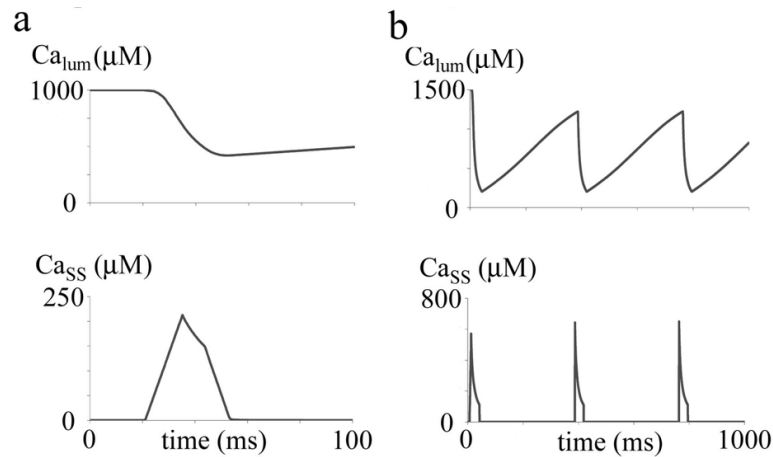 a
Ca_lum(μM)
1000
0
Ca_SS (μM)
250
0
0 time (ms) 100
b
Ca_lum(μM)
1500
0
Ca_SS (μM)
800
0
0 time (ms) 1000